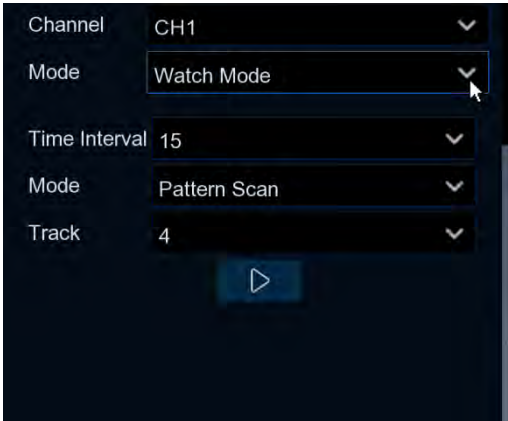 Channel CH1
Mode Watch Mode
Time Interval 15
Mode Pattern Scan
Track 4